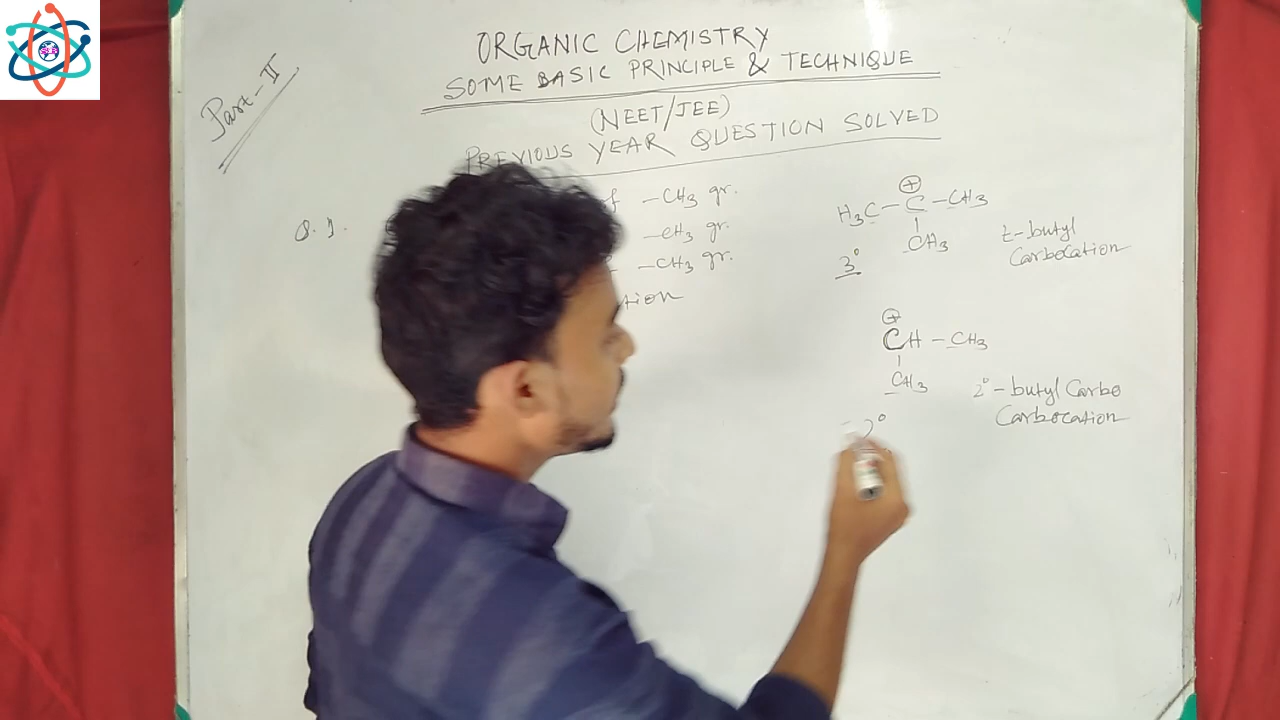 Part-II
ORGANIC CHEMISTRY
SOME BASIC PRINCIPLE & TECHNIQUE
(NEET/JEE)
PREVIOUS YEAR QUESTION SOLVED
Q.1.
-CH3 gr.
-CH3 gr.
-CH3 gr.
⊕
H3C-C-CH3
CH3
t-butyl
Carbocation
3°
⊕
CH-CH3
CH3
2°-butyl Carbo
Carbocation
2°